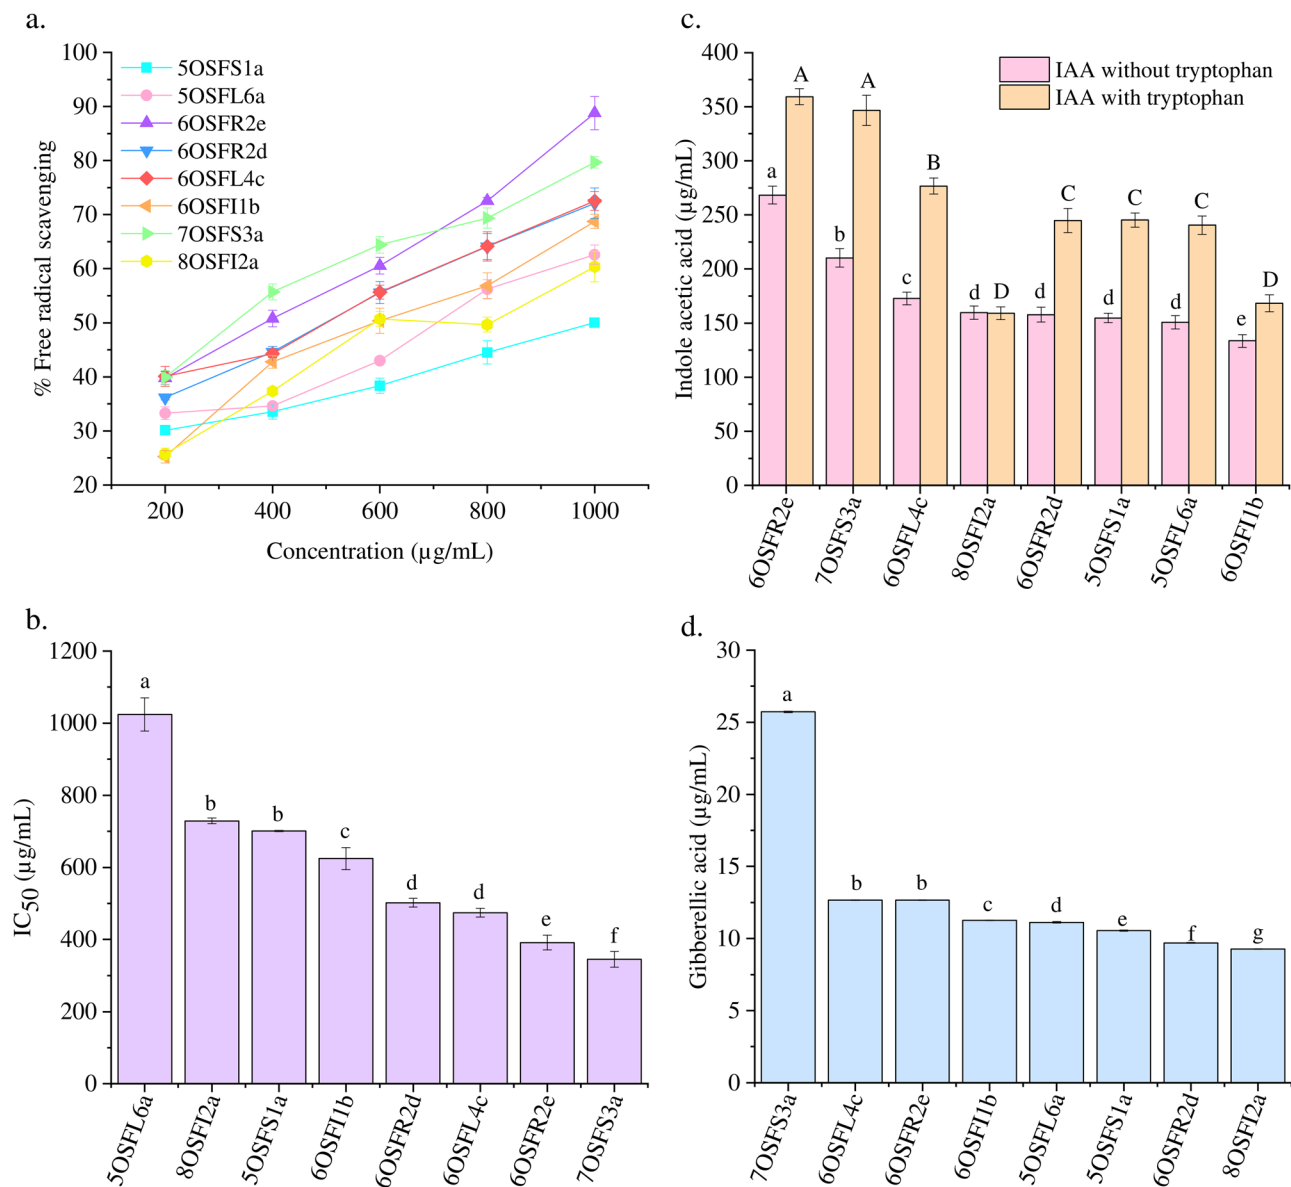 a.
100
90
80
70
60
50
40
30
20
% Free radical scavenging
5OSFS1a
5OSFL6a
6OSFR2e
6OSFR2d
6OSFL4c
6OSFI1b
7OSFS3a
8OSFI2a
200 400 600 800 1000
Concentration (µg/mL)
c.
400
350
300
250
200
150
100
50
0
Indole acetic acid (µg/mL)
IAA without tryptophan
IAA with tryptophan
a A b A c B d D d C d C d C e D
6OSFR2e 7OSFS3a 6OSFL4c 8OSFI2a 6OSFR2d 5OSFS1a 5OSFL6a 6OSFI1b
b.
1200
1000
800
600
400
200
0
IC50 (µg/mL)
a b b c d d e f
5OSFL6a 8OSFI2a 5OSFS1a 6OSFI1b 6OSFR2d 6OSFL4c 6OSFR2e 7OSFS3a
d.
30
25
20
15
10
5
0
Gibberellic acid (µg/mL)
a b b c d e f g
7OSFS3a 6OSFL4c 6OSFR2e 6OSFI1b 5OSFL6a 5OSFS1a 6OSFR2d 8OSFI2a